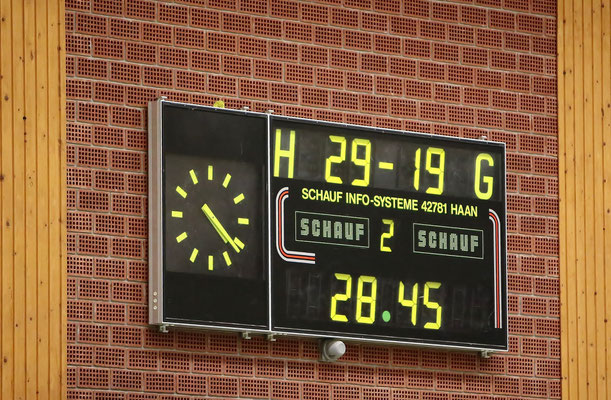 H 29-19 G
SCHAUF INFO-SYSTEME 42781 HAAN
SCHAUF 2 SCHAUF
28.45